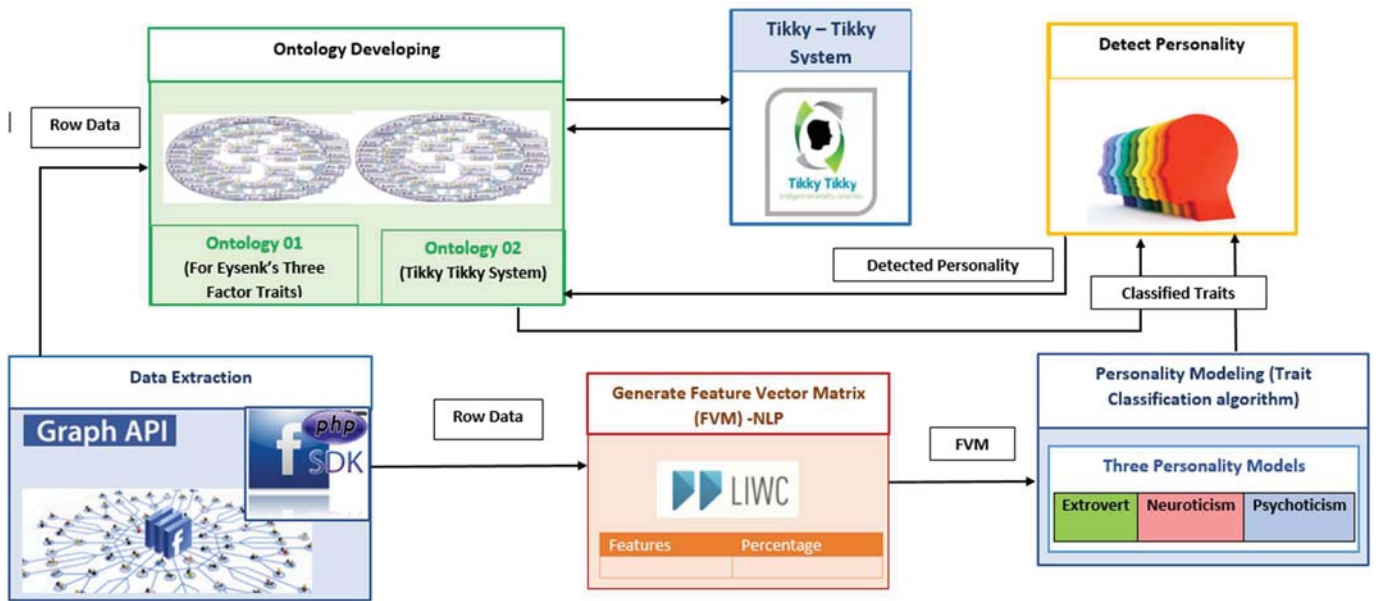 Ontology Developing
Row Data
Ontology 01
(For Eysenk's Three
Factor Traits)
Ontology 02
(Tikky Tikky System)
Tikky – Tikky
System
Tikky Tikky
Detect Personality
Detected Personality
Classified Traits
Data Extraction
Graph API
f
php
SDK
f
Row Data
Generate Feature Vector Matrix
(FVM) -NLP
LIWC
Features Percentage
FVM
Personality Modeling (Trait
Classification algorithm)
Three Personality Models
Extrovert Neuroticism Psychoticism